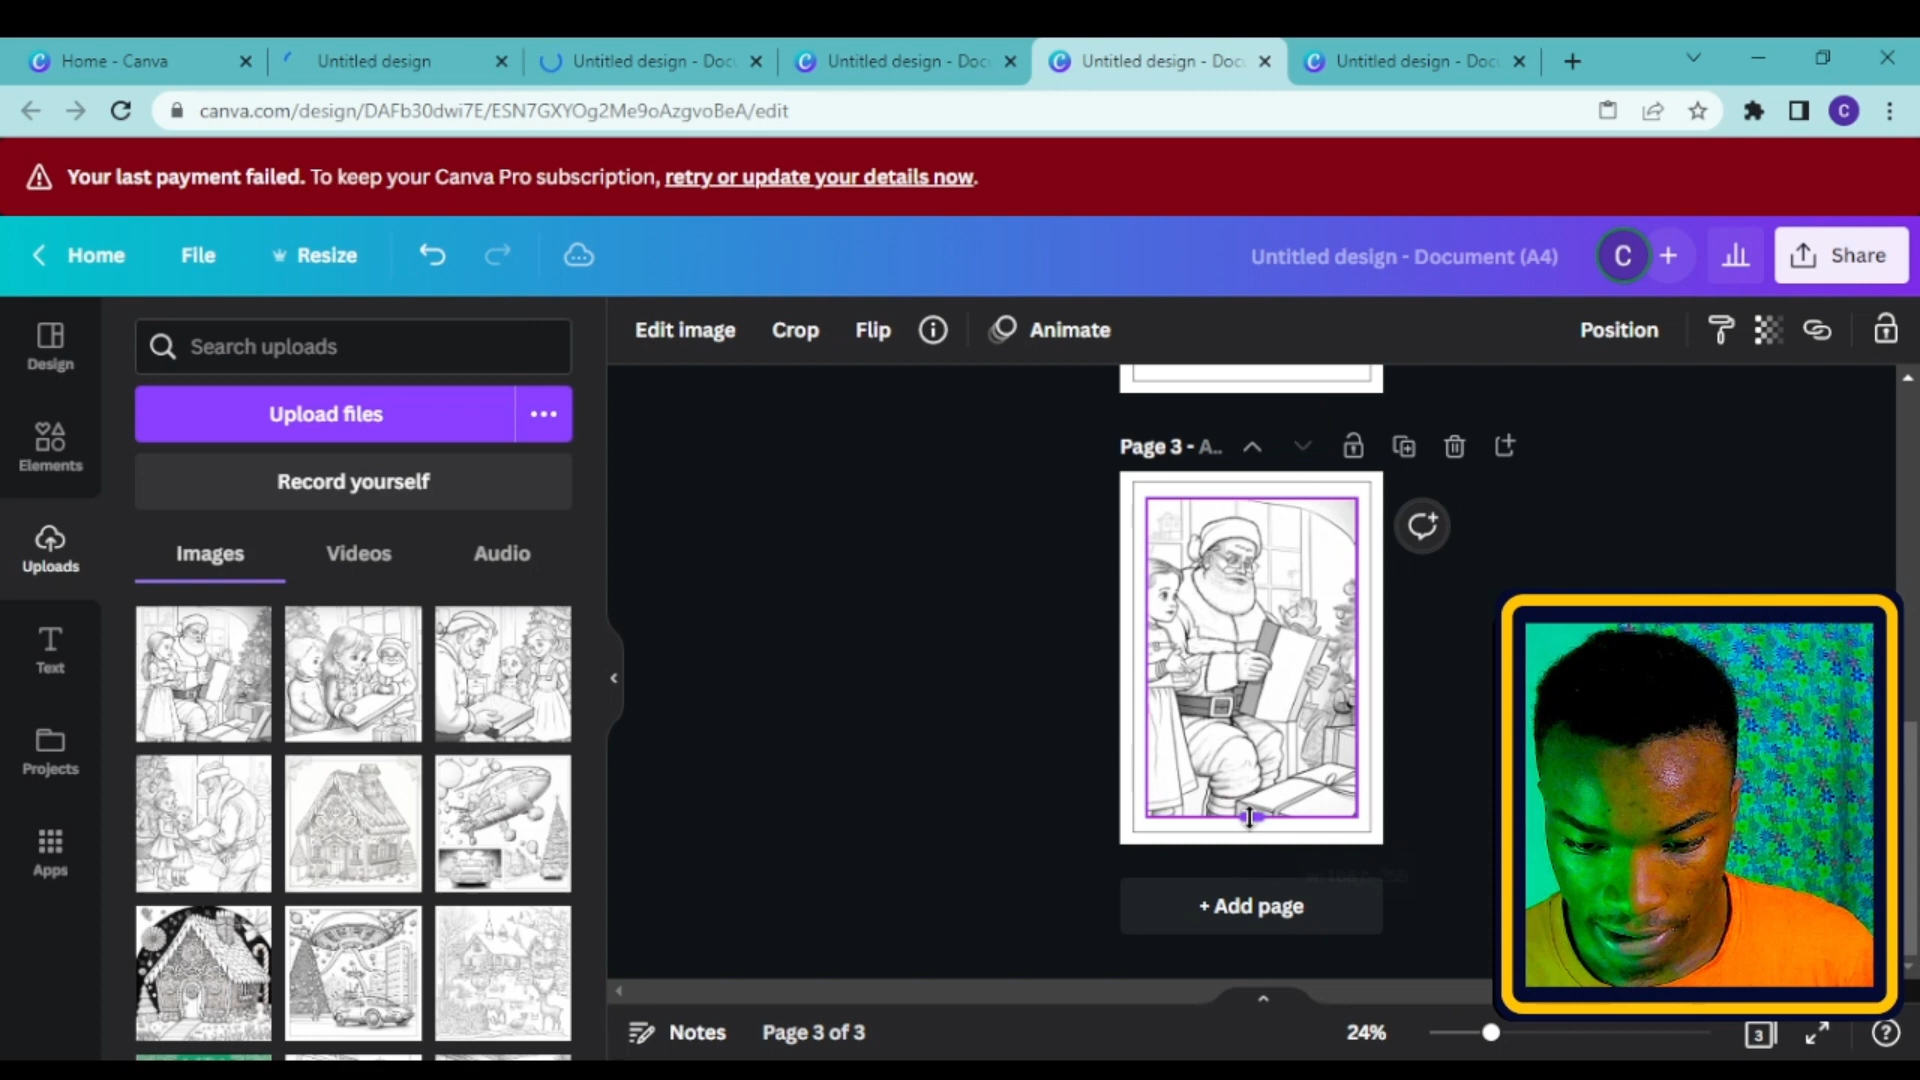 Home - Canva
Untitled design
Untitled design - Doc
Untitled design - Doc
Untitled design - Doc
Untitled design - Doc
canva.com/design/DAFb30dwi7E/ESN7GXYOg2Me9oAzgvoBeA/edit
C
Your last payment failed. To keep your Canva Pro subscription, retry or update your details now.
Home
File
Resize
Untitled design - Document (A4)
C
Share
Design
Elements
Uploads
Text
Projects
Apps
Search uploads
Upload files
Record yourself
Images
Videos
Audio
Edit image
Crop
Flip
Animate
Position
Page 3 - A..
+ Add page
Notes
Page 3 of 3
24%
3